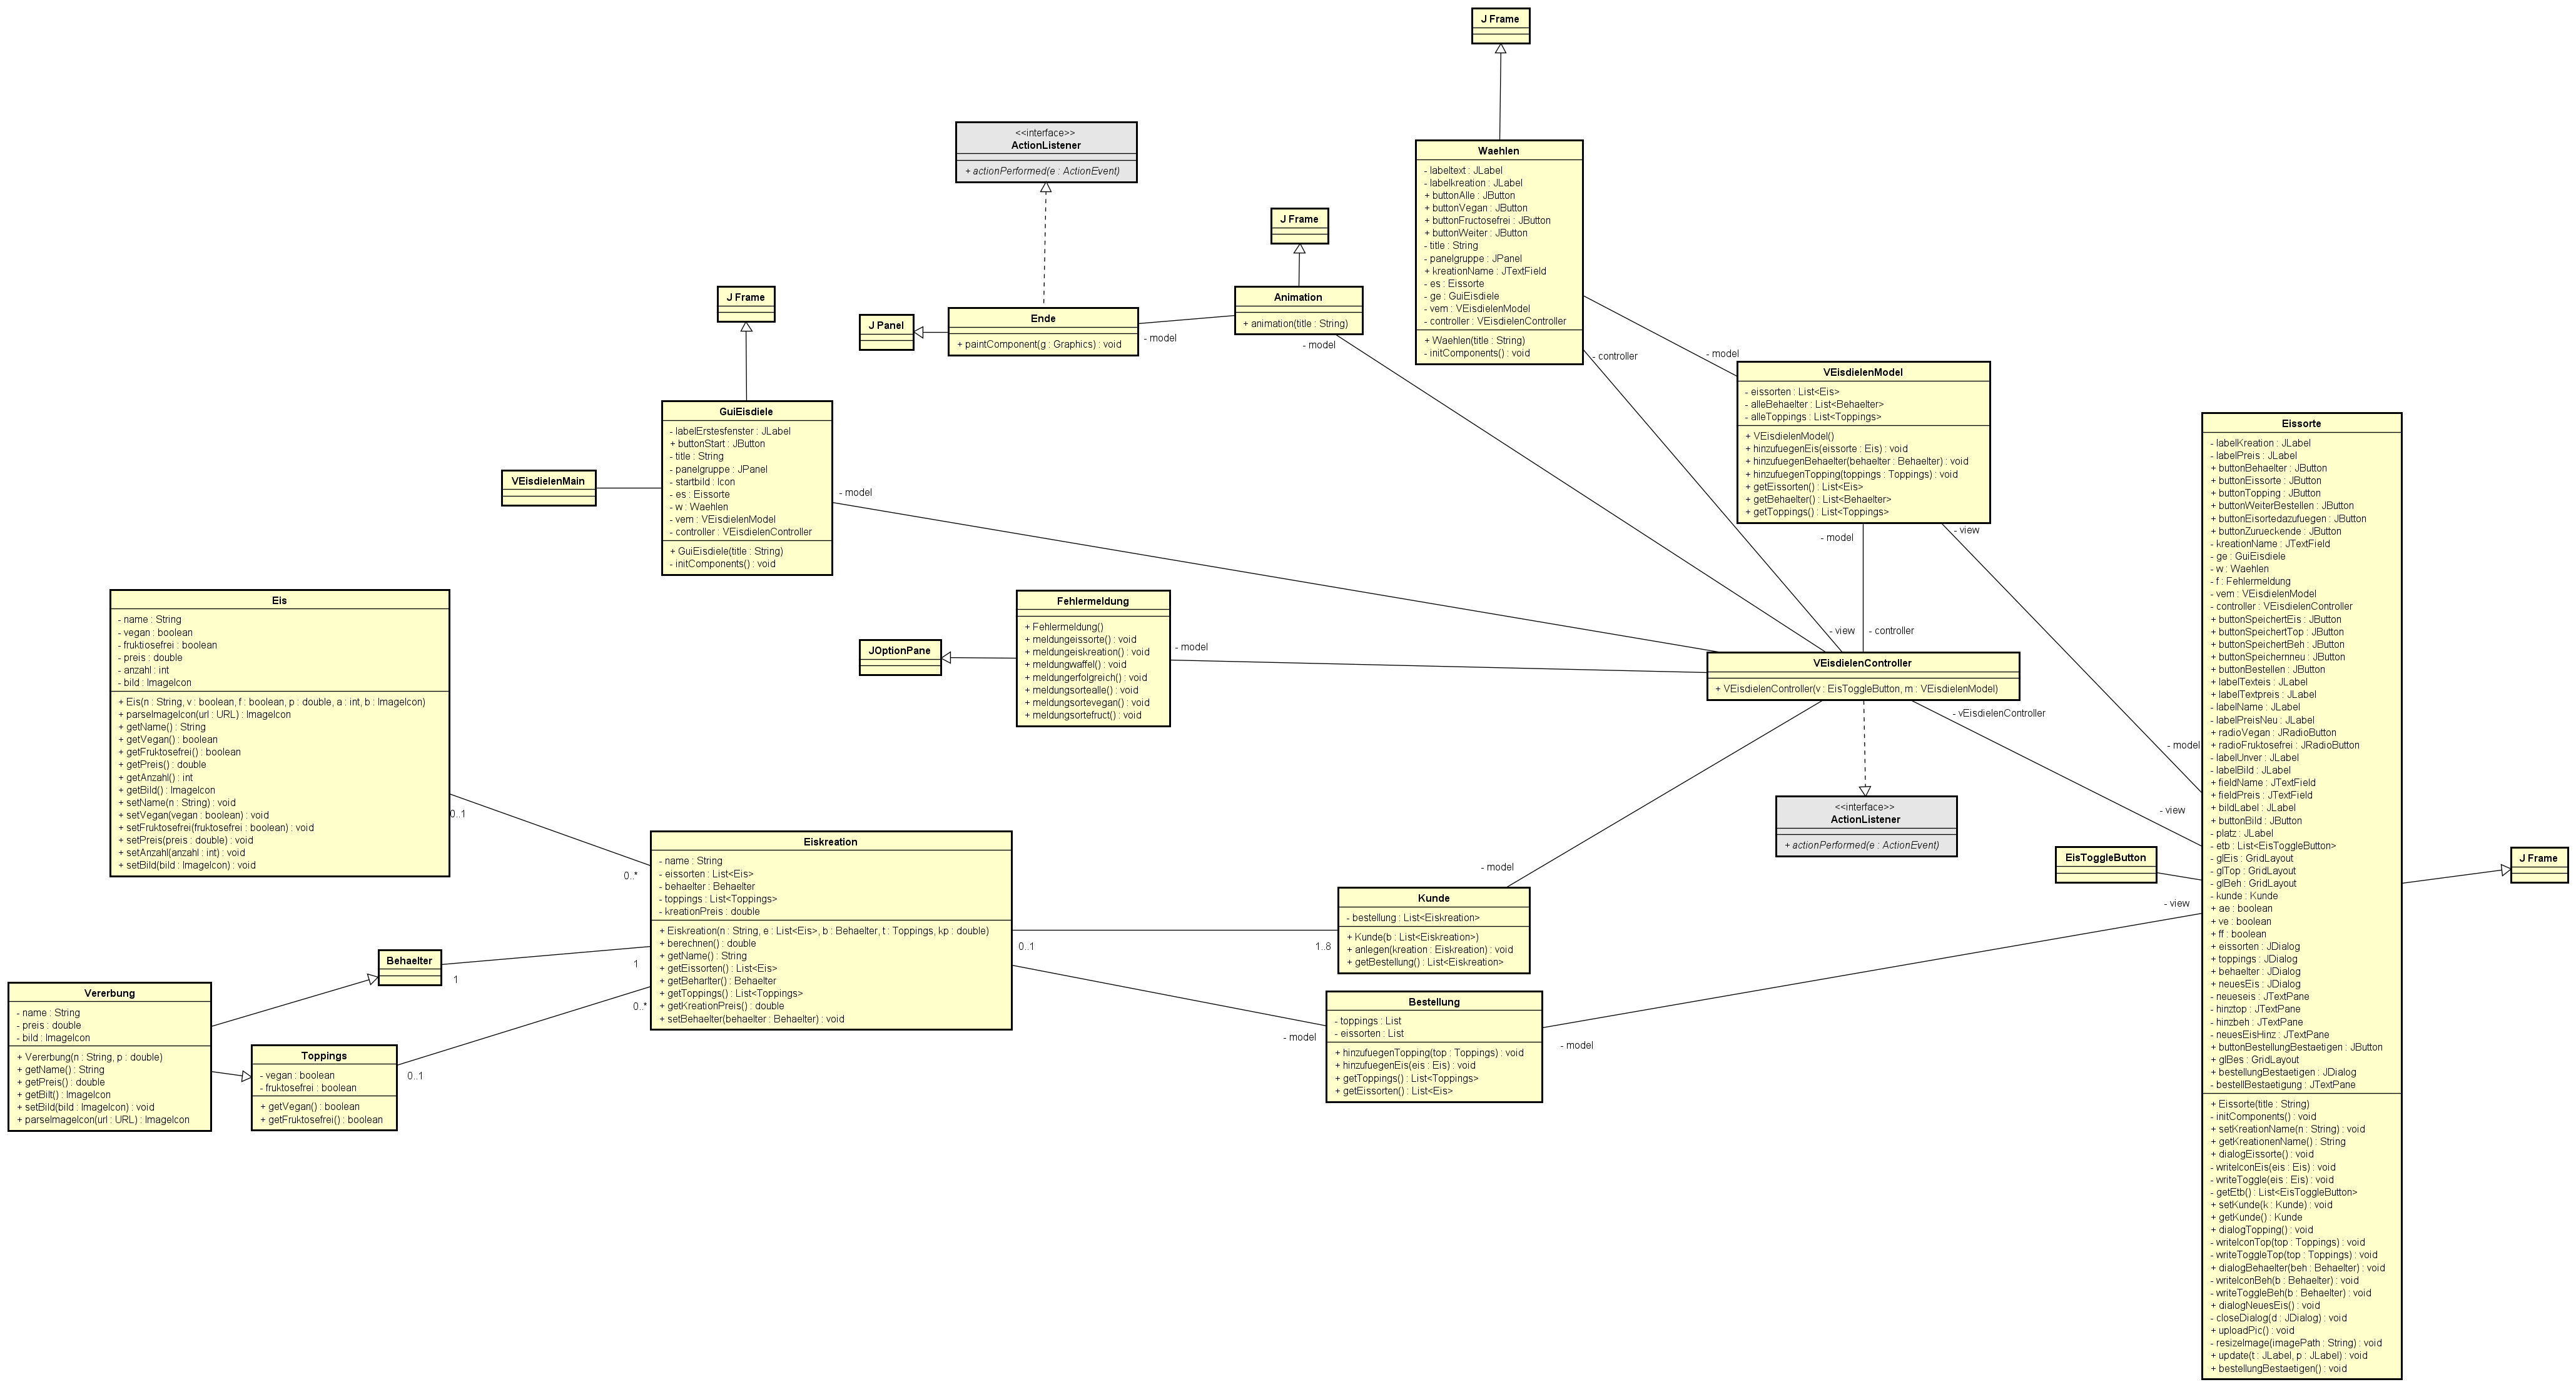 J Frame
Waehlen
- labeltext : JLabel
- labelkreation : JLabel
+ buttonAlle : JButton
+ buttonVegan : JButton
+ buttonFructosefrei : JButton
+ buttonWeiter : JButton
- title : String
- panelgruppe : JPanel
+ kreationName : JTextField
- es : Eissorte
- ge : GuiEisdiele
- vem : VEisdielenModel
- controller : VEisdielenController
+ Waehlen(title : String)
- initComponents() : void
<<interface>>
ActionListener
+ actionPerformed(e : ActionEvent)
J Frame
Animation
+ animation(title : String)
- model
J Panel
Ende
+ paintComponent(g : Graphics) : void
- model
- controller
- model
J Frame
GuiEisdiele
- labelErstesfenster : JLabel
+ buttonStart : JButton
- title : String
- panelgruppe : JPanel
- startbild : Icon
- es : Eissorte
- w : Waehlen
- vem : VEisdielenModel
- controller : VEisdielenController
+ GuiEisdiele(title : String)
- initComponents() : void
- model
VEisdielenMain
VEisdielenModel
- eissorten : List<Eis>
- alleBehaelter : List<Behaelter>
- alleToppings : List<Toppings>
+ VEisdielenModel()
+ hinzufuegenEis(eissorte : Eis) : void
+ hinzufuegenBehaelter(behaelter : Behaelter) : void
+ hinzufuegenTopping(toppings : Toppings) : void
+ getEissorten() : List<Eis>
+ getBehaelter() : List<Behaelter>
+ getToppings() : List<Toppings>
- model
- view
- view
- controller
Eis
- name : String
- vegan : boolean
- fruktiosefrei : boolean
- preis : double
- anzahl : int
- bild : ImageIcon
+ Eis(n : String, v : boolean, f : boolean, p : double, a : int, b : ImageIcon)
+ parseImageIcon(url : URL) : ImageIcon
+ getName() : String
+ getVegan() : boolean
+ getFruktosefrei() : boolean
+ getPreis() : double
+ getAnzahl() : int
+ getBild() : ImageIcon
+ setName(n : String) : void
+ setVegan(vegan : boolean) : void
+ setFruktosefrei(fruktosefrei : boolean) : void
+ setPreis(preis : double) : void
+ setAnzahl(anzahl : int) : void
+ setBild(bild : ImageIcon) : void
0..1
JOptionPane
Fehlermeldung
+ Fehlermeldung()
+ meldungeissorte() : void
+ meldungeiskreation() : void
+ meldungwaffel() : void
+ meldungerfolgreich() : void
+ meldungsortealle() : void
+ meldungsortevegan() : void
+ meldungsortefruct() : void
- model
VEisdielenController
+ VEisdielenController(v : EisToggleButton, m : VEisdielenModel)
- vEisdielenController
<<interface>>
ActionListener
+ actionPerformed(e : ActionEvent)
- model
- view
- view
EisToggleButton
J Frame
Eissorte
- labelKreation : JLabel
- labelPreis : JLabel
+ buttonBehaelter : JButton
+ buttonEissorte : JButton
+ buttonTopping : JButton
+ buttonWeiterBestellen : JButton
+ buttonEisortedazufuegen : JButton
+ buttonZurueckende : JButton
- kreationName : JTextField
- ge : GuiEisdiele
- w : Waehlen
- f : Fehlermeldung
- vem : VEisdielenModel
- controller : VEisdielenController
+ buttonSpeichertEis : JButton
+ buttonSpeichertTop : JButton
+ buttonSpeichertBeh : JButton
+ buttonSpeichernneu : JButton
+ buttonBestellen : JButton
+ labelTexteis : JLabel
+ labelTextpreis : JLabel
- labelName : JLabel
- labelPreisNeu : JLabel
+ radioVegan : JRadioButton
+ radioFruktosefrei : JRadioButton
- labelUnver : JLabel
- labelBild : JLabel
+ fieldName : JTextField
+ fieldPreis : JTextField
+ bildLabel : JLabel
+ buttonBild : JButton
- platz : JLabel
- etb : List<EisToggleButton>
- glEis : GridLayout
- glTop : GridLayout
- glBeh : GridLayout
- kunde : Kunde
+ ae : boolean
+ ve : boolean
+ ff : boolean
+ eissorten : JDialog
+ toppings : JDialog
+ behaelter : JDialog
+ neuesEis : JDialog
- neueseis : JTextPane
- hinztop : JTextPane
- hinzbeh : JTextPane
- neuesEisHinz : JTextPane
+ buttonBestellungBestaetigen : JButton
+ glBes : GridLayout
+ bestellungBestaetigen : JDialog
- bestellBestaetigung : JTextPane
+ Eissorte(title : String)
- initComponents() : void
+ setKreationName(n : String) : void
+ getKreationenName() : String
+ dialogEissorte() : void
- writeIconEis(eis : Eis) : void
- writeToggle(eis : Eis) : void
- getEtb() : List<EisToggleButton>
+ setKunde(k : Kunde) : void
+ getKunde() : Kunde
+ dialogTopping() : void
- writeIconTop(top : Toppings) : void
- writeToggleTop(top : Toppings) : void
+ dialogBehaelter(beh : Behaelter) : void
- writeIconBeh(b : Behaelter) : void
- writeToggleBeh(b : Behaelter) : void
+ dialogNeuesEis() : void
- closeDialog(d : JDialog) : void
+ uploadPic() : void
- resizeImage(imagePath : String) : void
+ update(t : JLabel, p : JLabel) : void
+ bestellungBestaetigen() : void
Eiskreation
- name : String
- eissorten : List<Eis>
- behaelter : Behaelter
- toppings : List<Toppings>
- kreationPreis : double
+ Eiskreation(n : String, e : List<Eis>, b : Behaelter, t : Toppings, kp : double)
+ berechnen() : double
+ getName() : String
+ getEissorten() : List<Eis>
+ getBeharlter() : Behaelter
+ getToppings() : List<Toppings>
+ getKreationPreis() : double
+ setBehaelter(behaelter : Behaelter) : void
0..*
1
0..*
0..1
1..8
- model
Kunde
- bestellung : List<Eiskreation>
+ Kunde(b : List<Eiskreation>)
+ anlegen(kreation : Eiskreation) : void
+ getBestellung() : List<Eiskreation>
- model
Bestellung
- toppings : List
- eissorten : List
+ hinzufuegenTopping(top : Toppings) : void
+ hinzufuegenEis(eis : Eis) : void
+ getToppings() : List<Toppings>
+ getEissorten() : List<Eis>
- model
Behaelter
1
Vererbung
- name : String
- preis : double
- bild : ImageIcon
+ Vererbung(n : String, p : double)
+ getName() : String
+ getPreis() : double
+ getBilt() : ImageIcon
+ setBild(bild : ImageIcon) : void
+ parseImageIcon(url : URL) : ImageIcon
Toppings
- vegan : boolean
- fruktosefrei : boolean
+ getVegan() : boolean
+ getFruktosefrei() : boolean
0..1